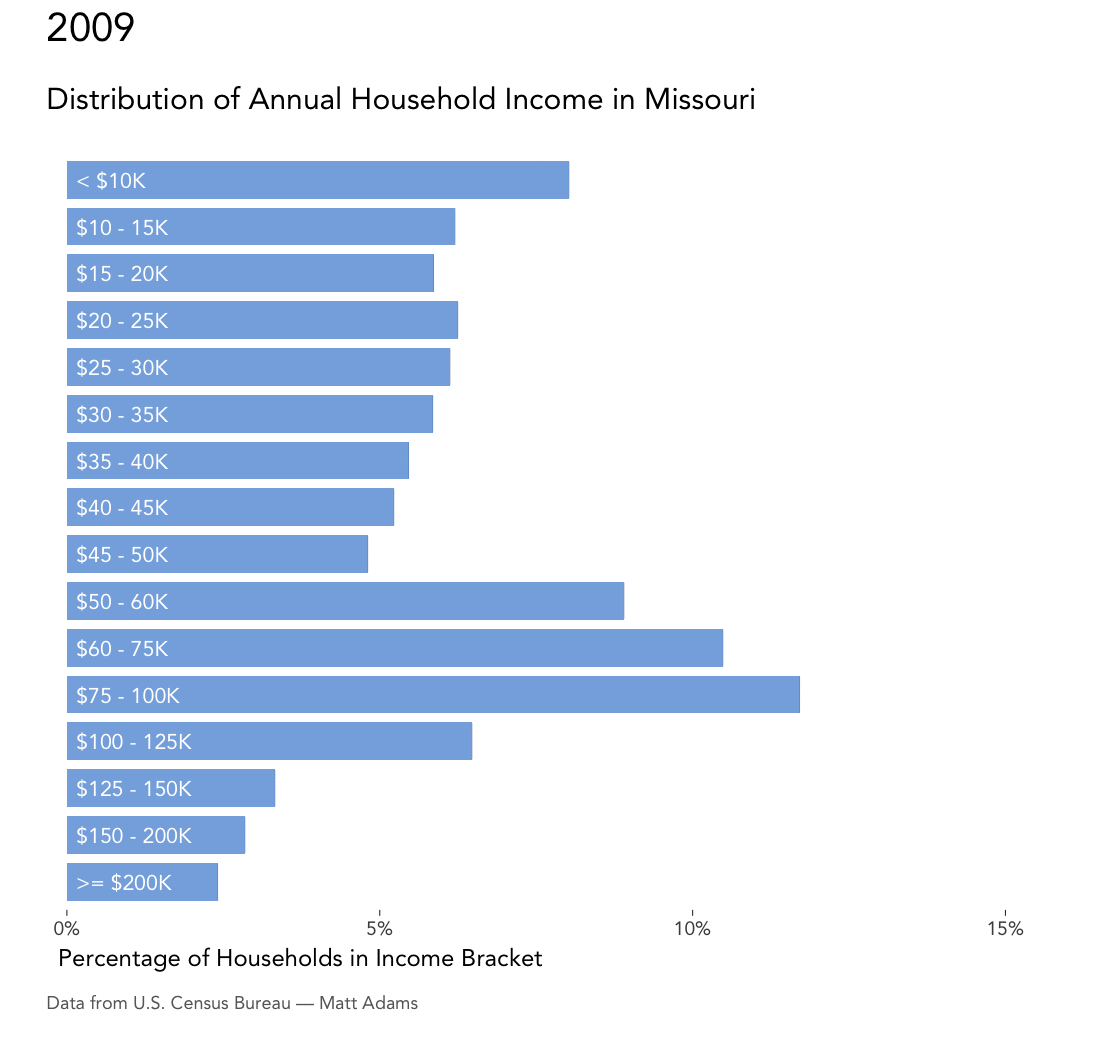 2009
Distribution of Annual Household Income in Missouri
< $10K
$10 - 15K
$15 - 20K
$20 - 25K
$25 - 30K
$30 - 35K
$35 - 40K
$40 - 45K
$45 - 50K
$50 - 60K
$60 - 75K
$75 - 100K
$100 - 125K
$125 - 150K
$150 - 200K
>= $200K
0% 5% 10% 15%
Percentage of Households in Income Bracket
Data from U.S. Census Bureau — Matt Adams